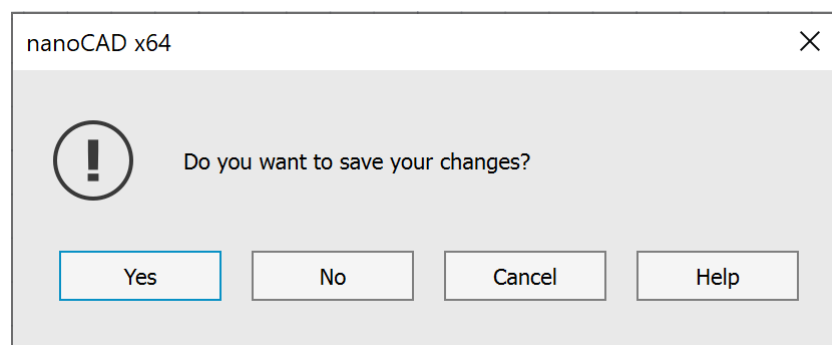 nanoCAD x64
Do you want to save your changes?
Yes
No
Cancel
Help